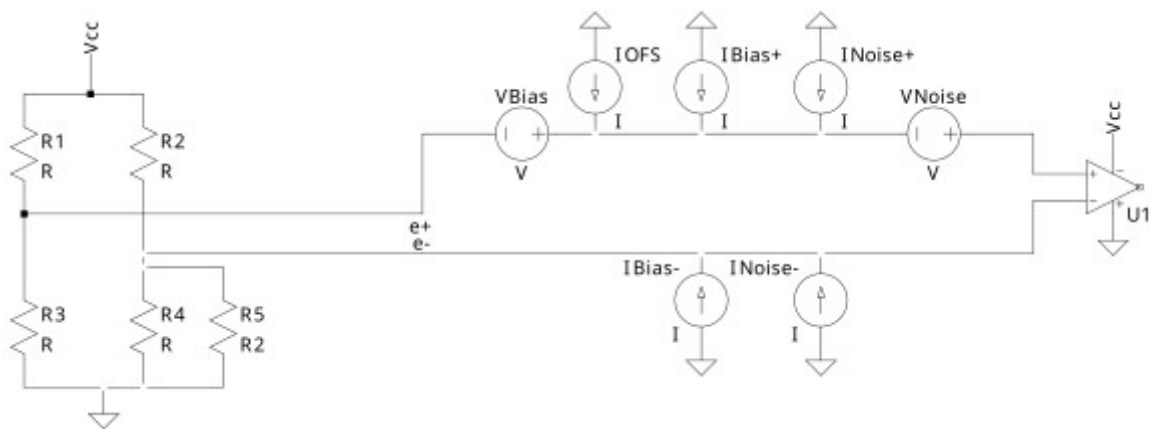 Vcc
R1
R
R2
R
R3
R
R4
R
R5
R2
e+
e-
VBias
V
IOFS
I
IBias+
I
INoise+
I
VNoise
V
IBias-
I
INoise-
I
Vcc
+
-
U1